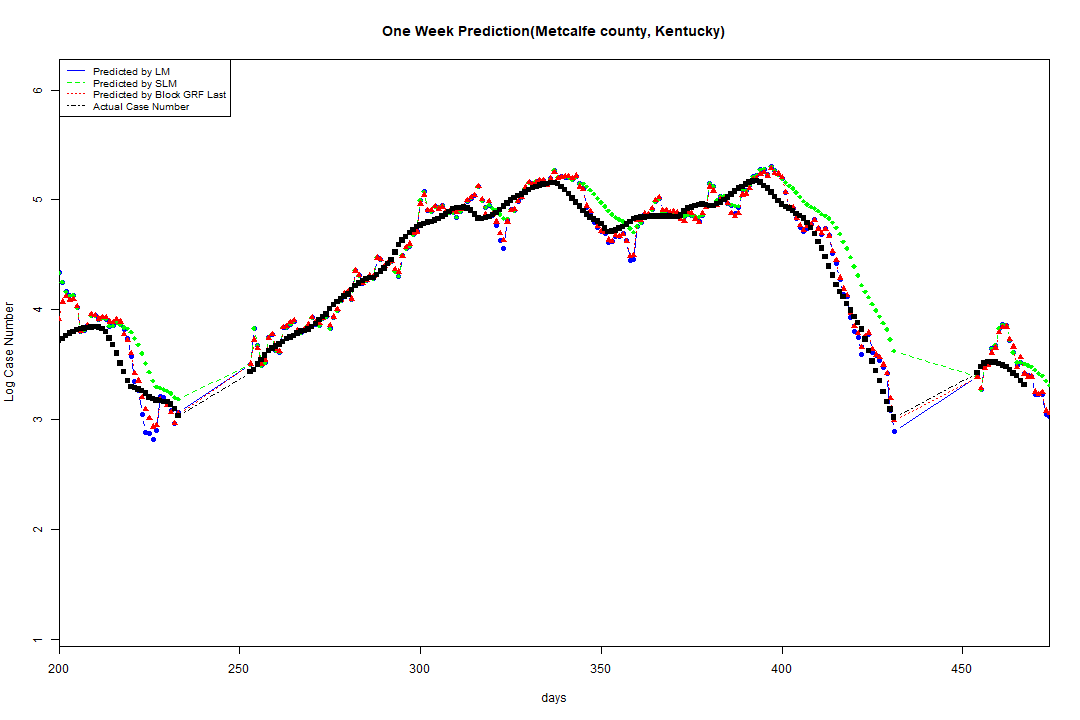 One Week Prediction(Metcalfe county, Kentucky)
Predicted by LM
Predicted by SLM
Predicted by Block GRF Last
Actual Case Number
Log Case Number
6
5
4
3
2
1
200 250 300 350 400 450
days